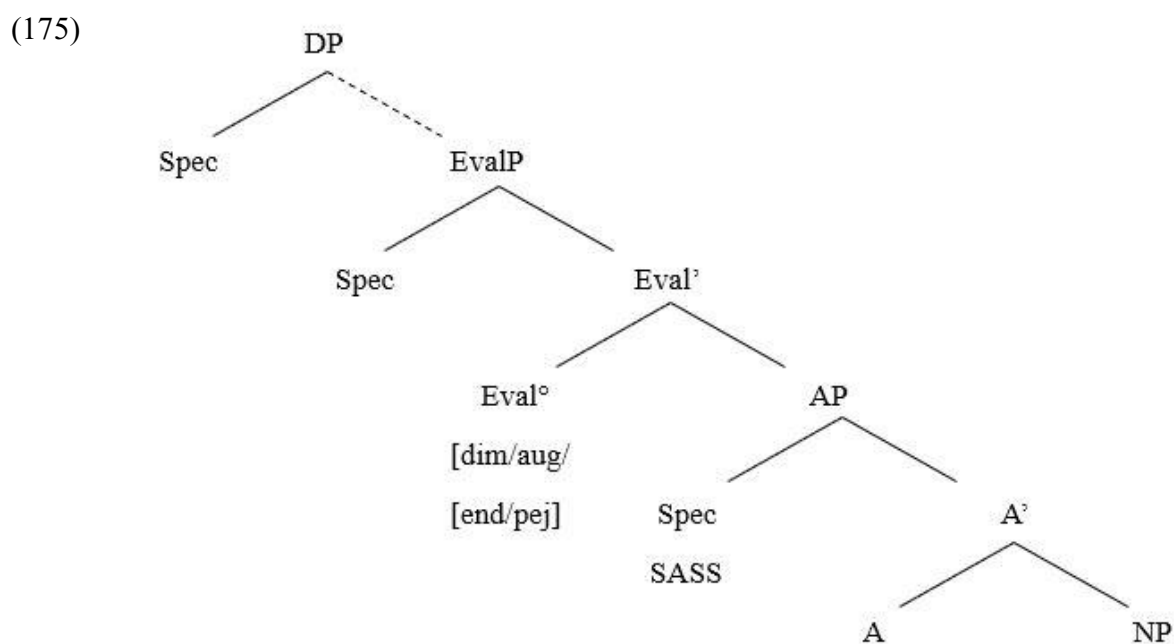 (175)
DP
Spec EvalP
Spec Eval’
Eval° AP
[dim/aug/
[end/pej] Spec A’
SASS
A NP